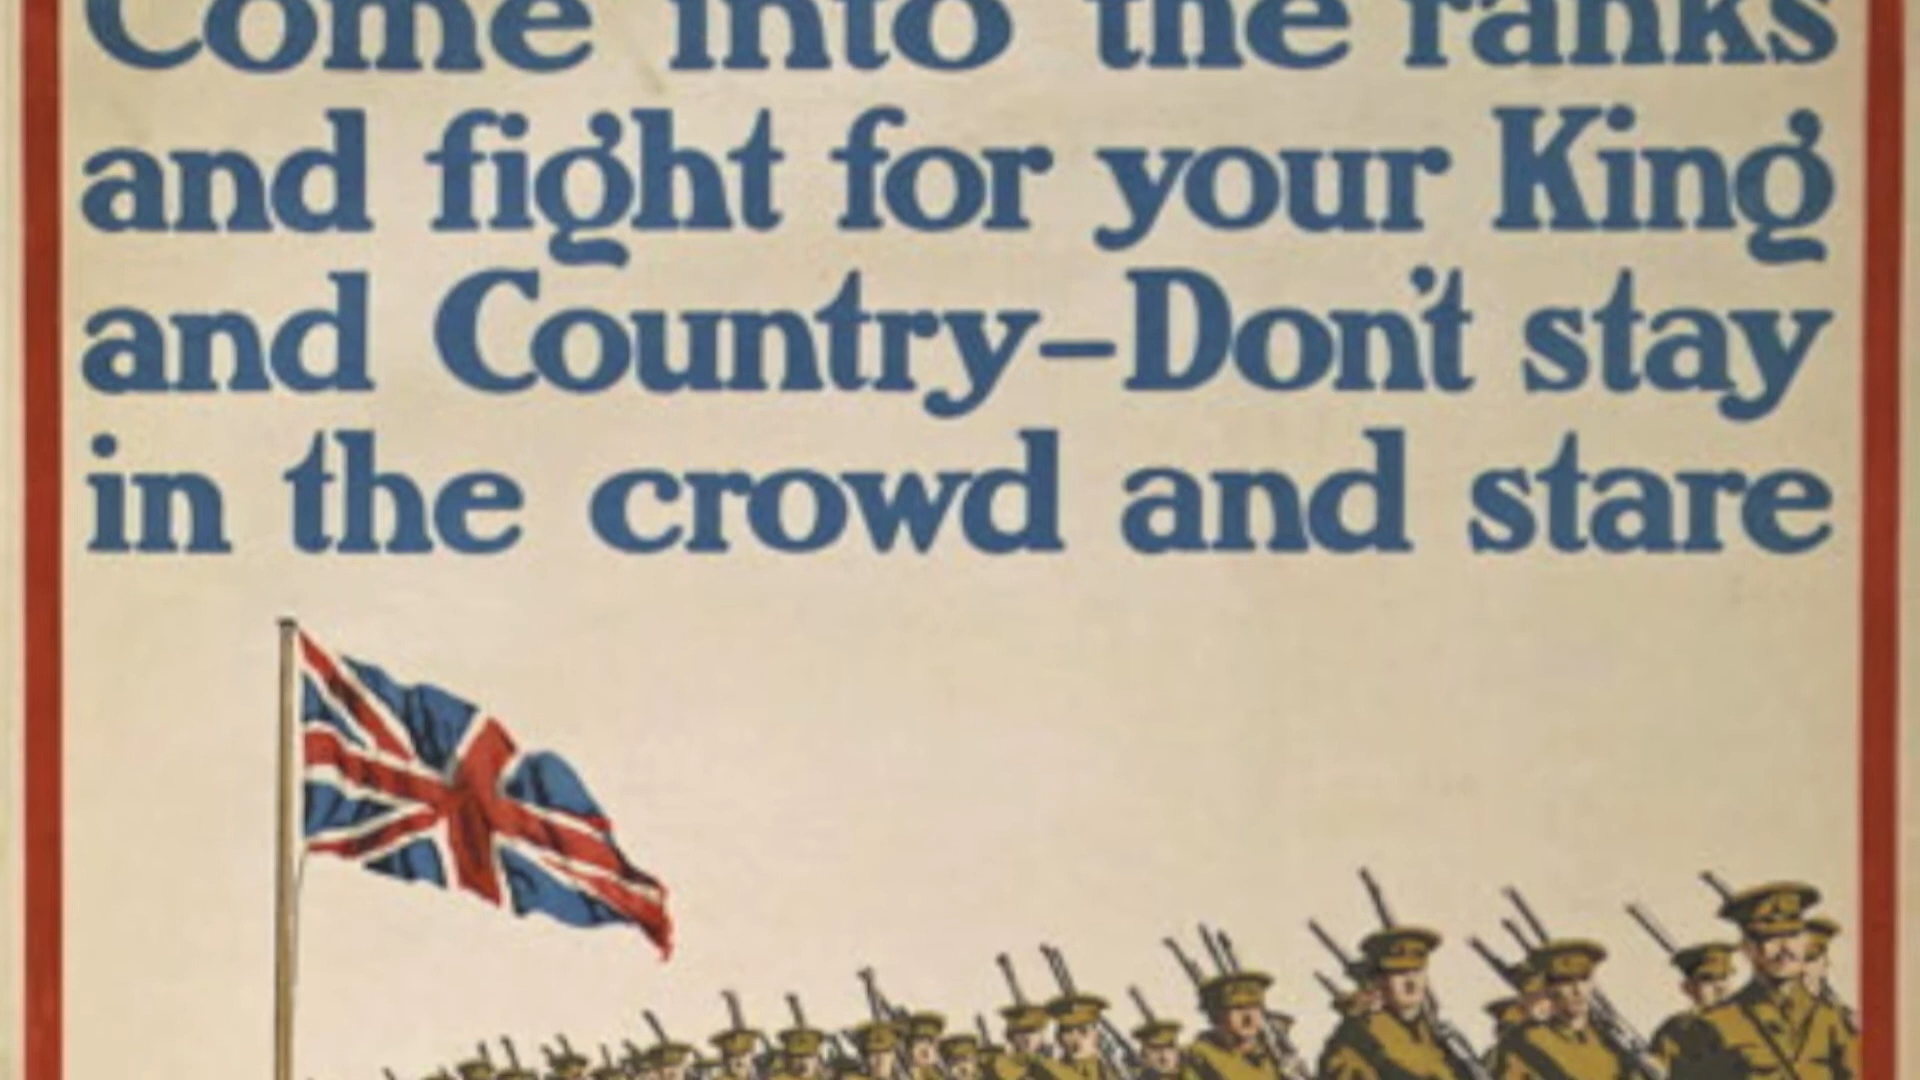 Come into the ranks
and fight for your King
and Country–Don't stay
in the crowd and stare